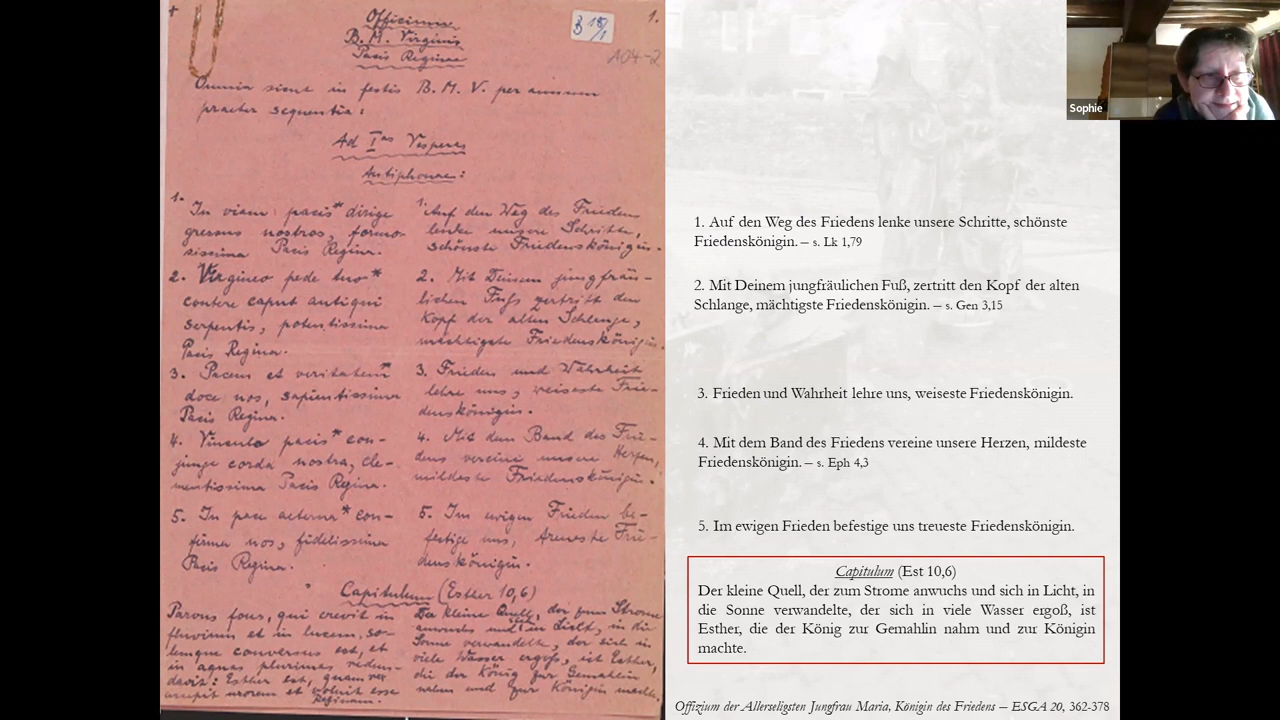 Officium
B. M. Virginis
Pacis Reginae
B 18/1
1.
104-2
Omnia sicut in festis B. M. V. per annum
praeter sequentia:
Ad Ias Vesperas
Antiphonae:
1. In viam pacis* dirige
gressus nostros, formo-
sissima Pacis Regina.
2. Virgineo pede tuo*
contere caput antiqui
serpentis, potentissima
Pacis Regina.
3. Pacem et veritatem*
doce nos, sapientissima
Pacis Regina.
4. Vinculo pacis* con-
junge corda nostra, cle-
mentissima Pacis Regina.
5. In pace aeterna* con-
firma nos, fidelissima
Pacis Regina.
1. Auf den Weg des Friedens
lenke unsere Schritte,
schönste Friedenskönigin.
2. Mit Deinem jungfräu-
lichen Fuß zertritt den
Kopf der alten Schlange,
mächtigste Friedenskönigin.
3. Frieden und Wahrheit
lehre uns, weiseste Frie-
denskönigin.
4. Mit dem Band des Frie-
dens vereine unsere Herzen,
mildeste Friedenskönigin.
5. Im ewigen Frieden be-
festige uns, treueste Frie-
denskönigin.
Capitulum (Esther 10,6)
Parvus fons, qui crevit in
fluvium et in lucem, so-
lemque conversus est, et
in aquas plurimas redun-
davit: Esther est, quam rex
accepit uxorem et voluit esse
Reginam.
Der kleine Quell, der zum Strome
anwuchs und sich in Licht, in die
Sonne verwandelte, der sich in
viele Wasser ergoß, ist Esther,
die der König zur Gemahlin
nahm und zur Königin machte.
1. Auf den Weg des Friedens lenke unsere Schritte, schönste
Friedenskönigin. – s. Lk 1,79
2. Mit Deinem jungfräulichen Fuß, zertritt den Kopf der alten
Schlange, mächtigste Friedenskönigin. – s. Gen 3,15
3. Frieden und Wahrheit lehre uns, weiseste Friedenskönigin.
4. Mit dem Band des Friedens vereine unsere Herzen, mildeste
Friedenskönigin. – s. Eph 4,3
5. Im ewigen Frieden befestige uns treueste Friedenskönigin.
Capitulum (Est 10,6)
Der kleine Quell, der zum Strome anwuchs und sich in Licht, in
die Sonne verwandelte, der sich in viele Wasser ergoß, ist
Esther, die der König zur Gemahlin nahm und zur Königin
machte.
Offizium der Allerseligsten Jungfrau Maria, Königin des Friedens – ESGA 20, 362-378
Sophie